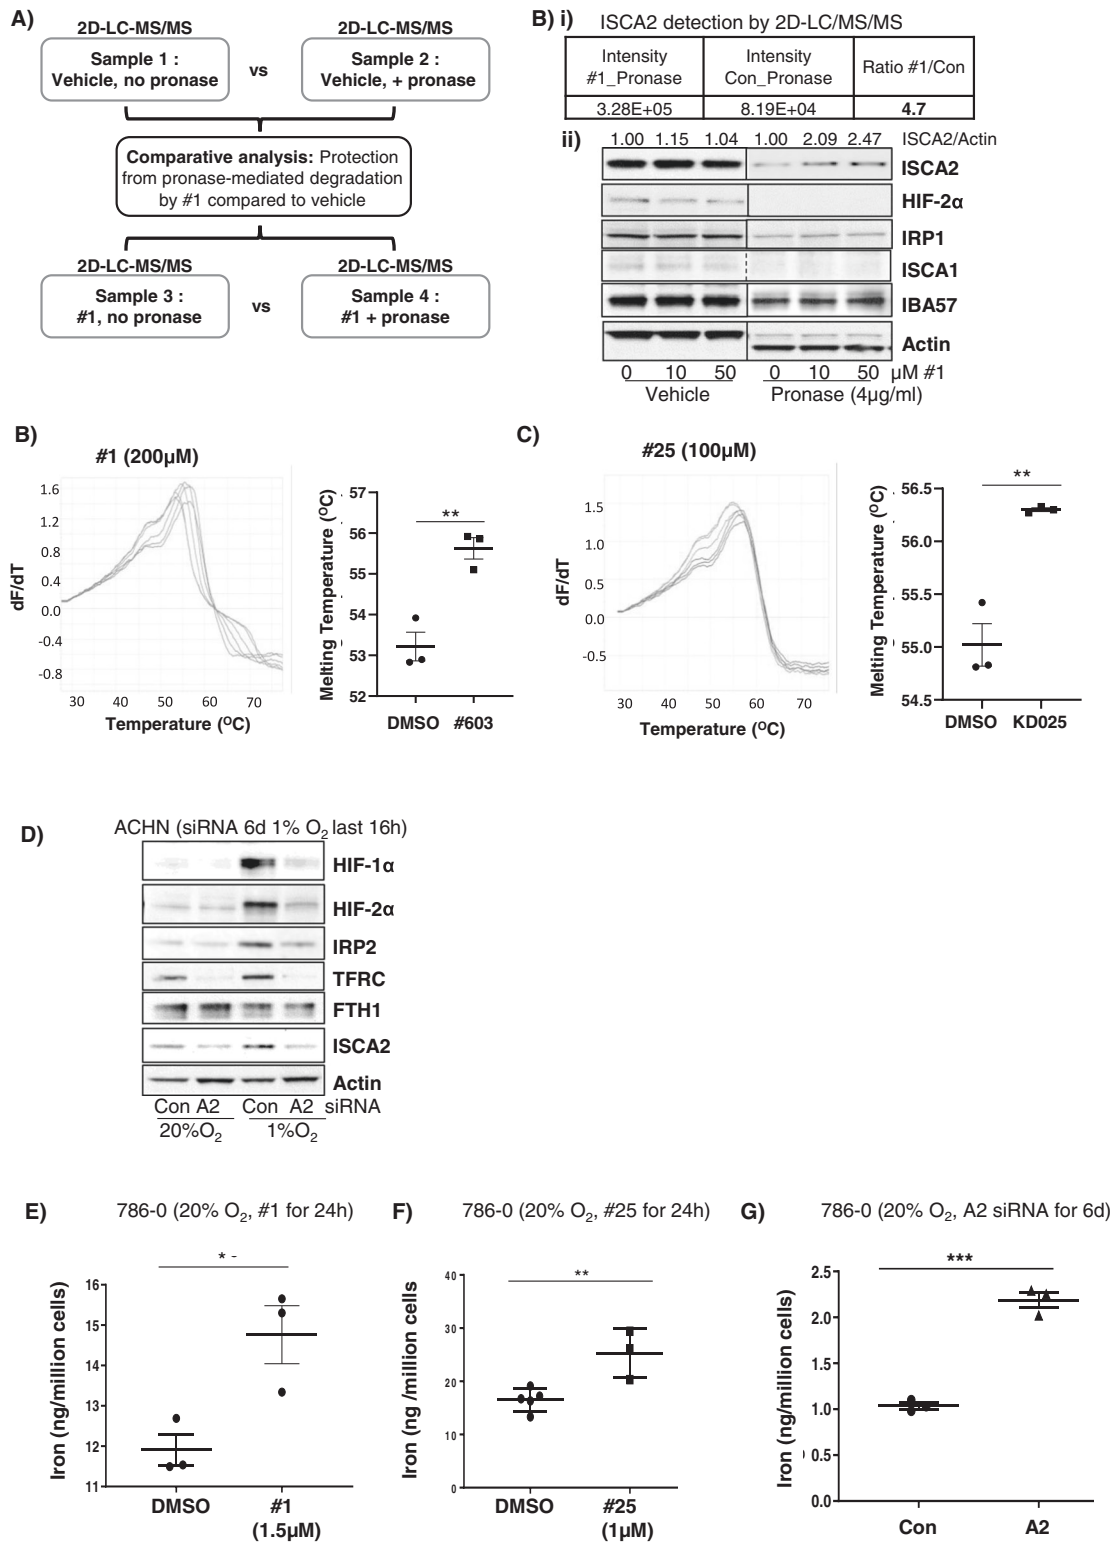 A)
2D-LC-MS/MS
2D-LC-MS/MS
Sample 1 :
Vehicle, no pronase
vs
Sample 2 :
Vehicle, + pronase
Comparative analysis: Protection
from pronase-mediated degradation
by #1 compared to vehicle
2D-LC-MS/MS
2D-LC-MS/MS
Sample 3 :
#1, no pronase
vs
Sample 4 :
#1 + pronase
B) i) ISCA2 detection by 2D-LC/MS/MS
Intensity
#1_Pronase
Intensity
Con_Pronase
Ratio #1/Con
3.28E+05 8.19E+04 4.7
ii) 1.00 1.15 1.04 1.00 2.09 2.47 ISCA2/Actin
ISCA2
HIF-2α
IRP1
ISCA1
IBA57
Actin
0 10 50 0 10 50 μM #1
Vehicle Pronase (4μg/ml)
B)
#1 (200μM)
1.6
1.2
0.4
0.0
-0.4
-0.8
dF/dT
30 40 50 60 70
Temperature (ºC)
57
56
55
54
53
52
Melting Temperature (ºC)
**
DMSO #603
C)
#25 (100μM)
1.5
1.0
0.5
0.0
-0.5
dF/dT
30 40 50 60 70
Temperature (ºC)
56.5
56.0
55.5
55.0
54.5
Melting Temperature (ºC)
**
DMSO KD025
D)
ACHN (siRNA 6d 1% O2 last 16h)
HIF-1α
HIF-2α
IRP2
TFRC
FTH1
ISCA2
Actin
Con A2 Con A2 siRNA
20%O2 1%O2
E) 786-0 (20% O2, #1 for 24h)
* -
16
15
14
13
12
11
Iron (ng/million cells)
DMSO #1
(1.5μM)
F) 786-0 (20% O2, #25 for 24h)
**
40
30
20
10
0
Iron (ng /million cells
DMSO #25
(1μM)
G) 786-0 (20% O2, A2 siRNA for 6d)
***
2.5
2.0
1.5
1.0
0.5
0.0
Iron (ng/million cells)
Con A2